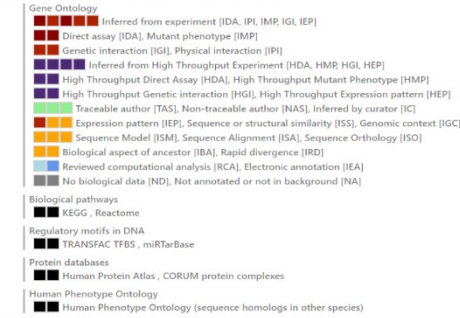 Gene Ontology
Inferred from experiment [IDA, IPI, IMP, IGI, IEP]
Direct assay [IDA], Mutant phenotype [IMP]
Genetic interaction [IGI], Physical interaction [IPI]
Inferred from High Throughput Experiment [HDA, HMP, HGI, HEP]
High Throughput Direct Assay [HDA], High Throughput Mutant Phenotype [HMP]
High Throughput Genetic interaction [HGI], High Throughput Expression pattern [HEP]
Traceable author [TAS], Non-traceable author [NAS], Inferred by curator [IC]
Expression pattern [IEP], Sequence or structural similarity [ISS], Genomic context [IGC]
Sequence Model [ISM], Sequence Alignment [ISA], Sequence Orthology [ISO]
Biological aspect of ancestor [IBA], Rapid divergence [IRD]
Reviewed computational analysis [RCA], Electronic annotation [IEA]
No biological data [ND], Not annotated or not in background [NA]
Biological pathways
KEGG , Reactome
Regulatory motifs in DNA
TRANSFAC TFBS , miRTarBase
Protein databases
Human Protein Atlas , CORUM protein complexes
Human Phenotype Ontology
Human Phenotype Ontology (sequence homologs in other species)